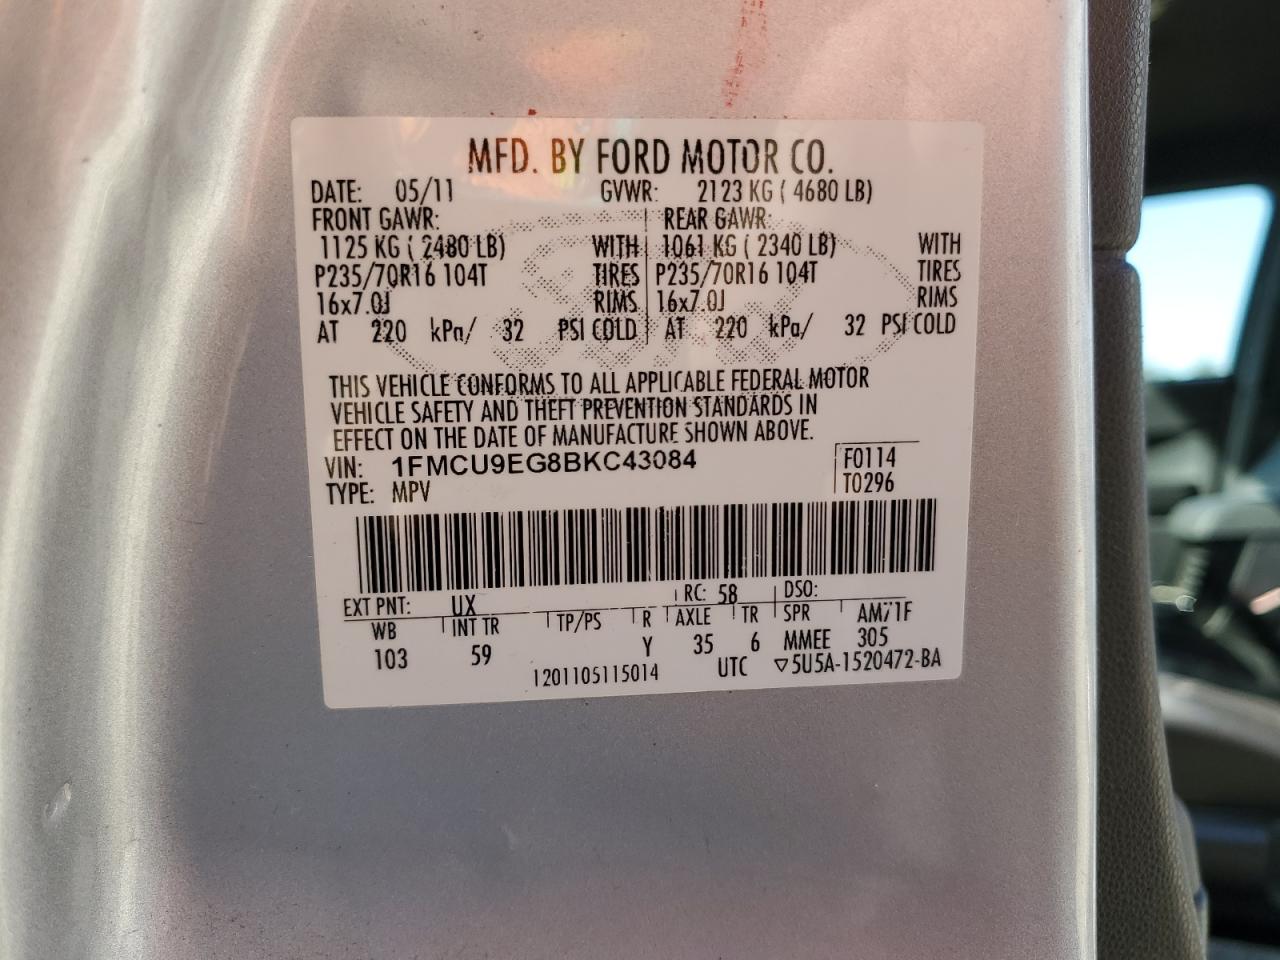 MFD. BY FORD MOTOR CO.
DATE: 05/11 GVWR: 2123 KG ( 4680 LB)
FRONT GAWR: REAR GAWR:
1125 KG ( 2480 LB) WITH 1061 KG ( 2340 LB) WITH
P235/70R16 104T TIRES P235/70R16 104T TIRES
16x7.0J RIMS 16x7.0J RIMS
AT 220 kPa/ 32 PSI COLD AT 220 kPa/ 32 PSI COLD
THIS VEHICLE CONFORMS TO ALL APPLICABLE FEDERAL MOTOR
VEHICLE SAFETY AND THEFT PREVENTION STANDARDS IN
EFFECT ON THE DATE OF MANUFACTURE SHOWN ABOVE.
VIN: 1FMCU9EG8BKC43084 F0114
TYPE: MPV T0296
EXT PNT: UX RC: 58 DSO:
WB INT TR TP/PS R AXLE TR SPR AM71F
103 59 Y 35 6 MMEE 305
1201105115014 UTC ▽5U5A-1520472-BA